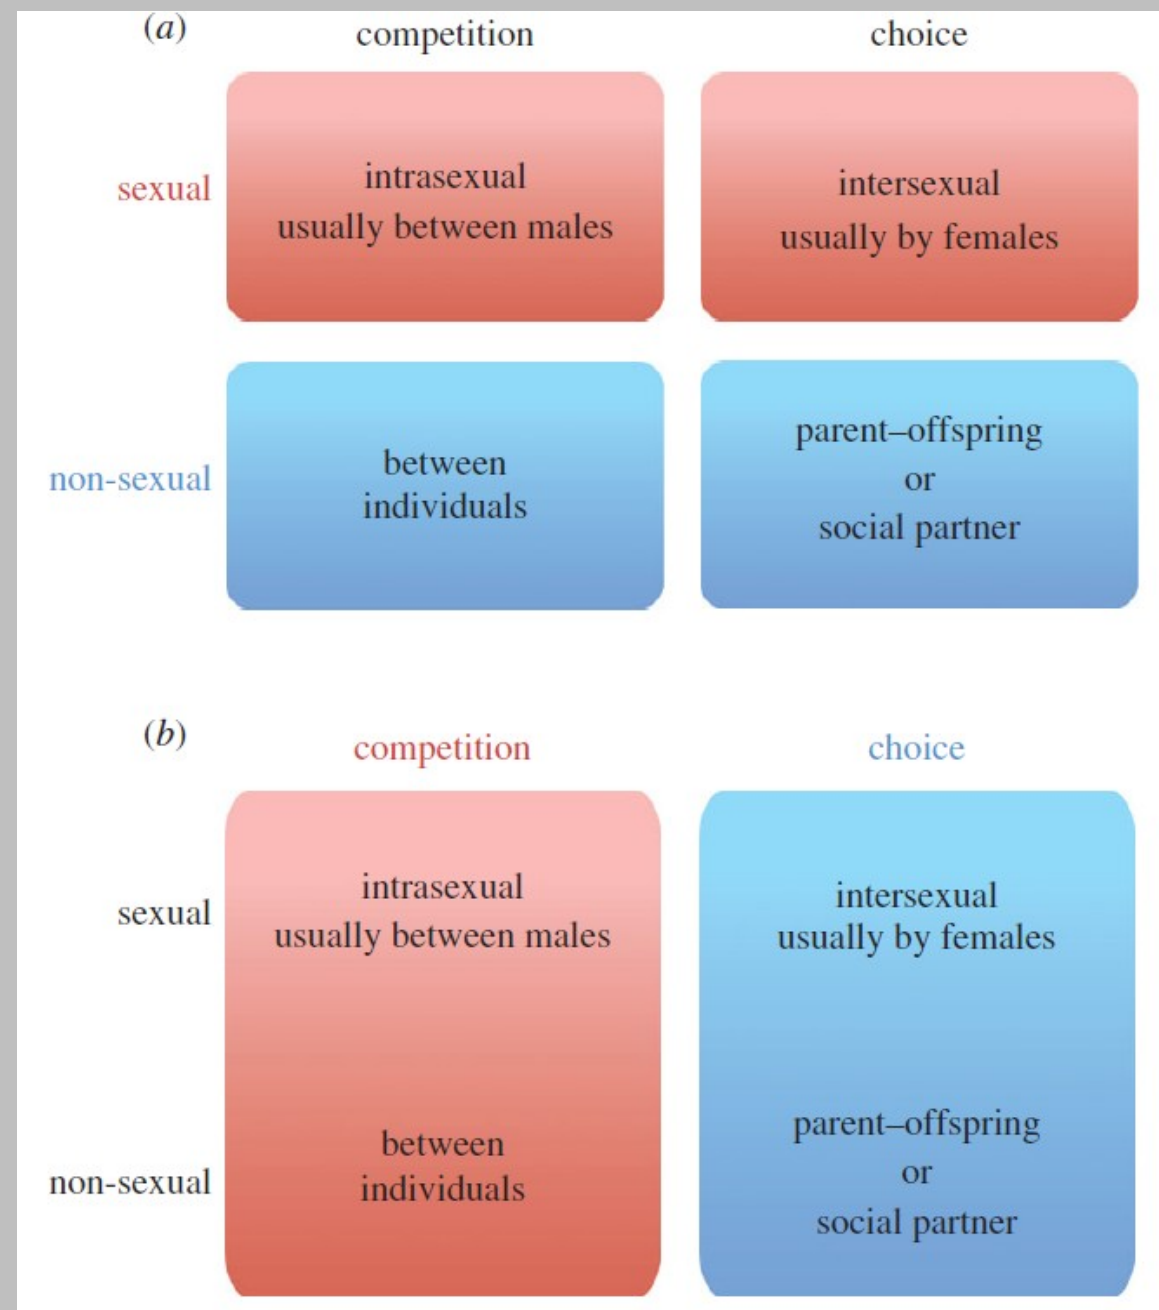 (a)
competition
choice
sexual
intrasexual
usually between males
intersexual
usually by females
non-sexual
between
individuals
parent–offspring
or
social partner
(b)
competition
choice
sexual
intrasexual
usually between males
intersexual
usually by females
non-sexual
between
individuals
parent–offspring
or
social partner